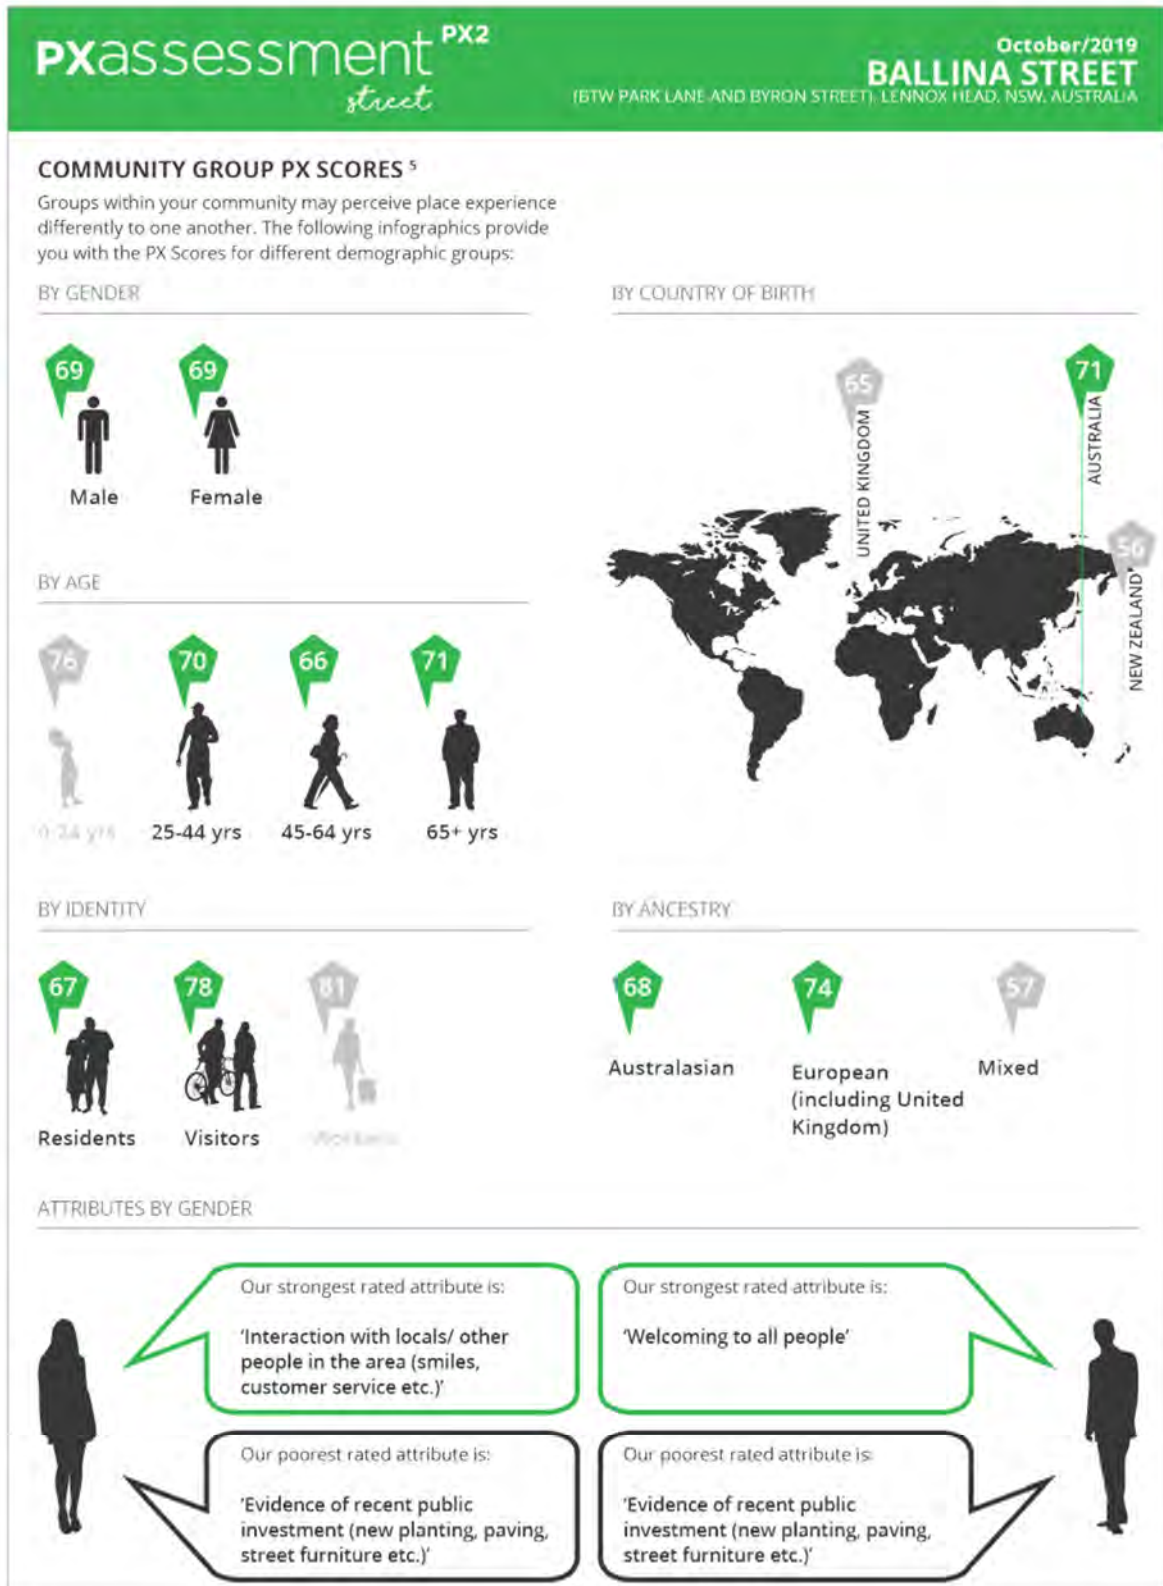 PXassessment PX2
street
October/2019
BALLINA STREET
(BTW PARK LANE AND BYRON STREET), LENNOX HEAD, NSW, AUSTRALIA
COMMUNITY GROUP PX SCORES 5
Groups within your community may perceive place experience
differently to one another. The following infographics provide
you with the PX Scores for different demographic groups:
BY GENDER
69
69
Male
Female
BY COUNTRY OF BIRTH
65
UNITED KINGDOM
71
AUSTRALIA
56
NEW ZEALAND
BY AGE
76
70
66
71
0-24 yrs
25-44 yrs
45-64 yrs
65+ yrs
BY IDENTITY
67
78
81
Residents
Visitors
Workers
BY ANCESTRY
68
74
57
Australasian
European
(including United
Kingdom)
Mixed
ATTRIBUTES BY GENDER
Our strongest rated attribute is:
'Interaction with locals/ other
people in the area (smiles,
customer service etc.)'
Our strongest rated attribute is:
'Welcoming to all people'
Our poorest rated attribute is:
'Evidence of recent public
investment (new planting, paving,
street furniture etc.)'
Our poorest rated attribute is:
'Evidence of recent public
investment (new planting, paving,
street furniture etc.)'